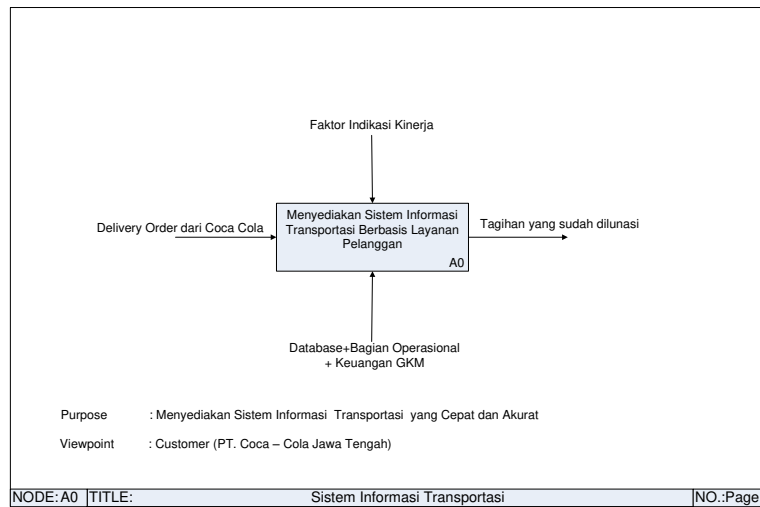 Faktor Indikasi Kinerja
Delivery Order dari Coca Cola
Menyediakan Sistem Informasi
Transportasi Berbasis Layanan
Pelanggan
A0
Tagihan yang sudah dilunasi
Database+Bagian Operasional
+ Keuangan GKM
Purpose : Menyediakan Sistem Informasi Transportasi yang Cepat dan Akurat
Viewpoint : Customer (PT. Coca – Cola Jawa Tengah)
NODE: A0 TITLE: Sistem Informasi Transportasi NO.:Page